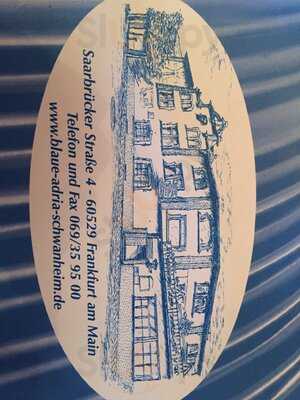 Saarbrücker Straße 4 - 60529 Frankfurt am Main
Telefon und Fax 069/35 95 00
www.blaue-adria-schwanheim.de